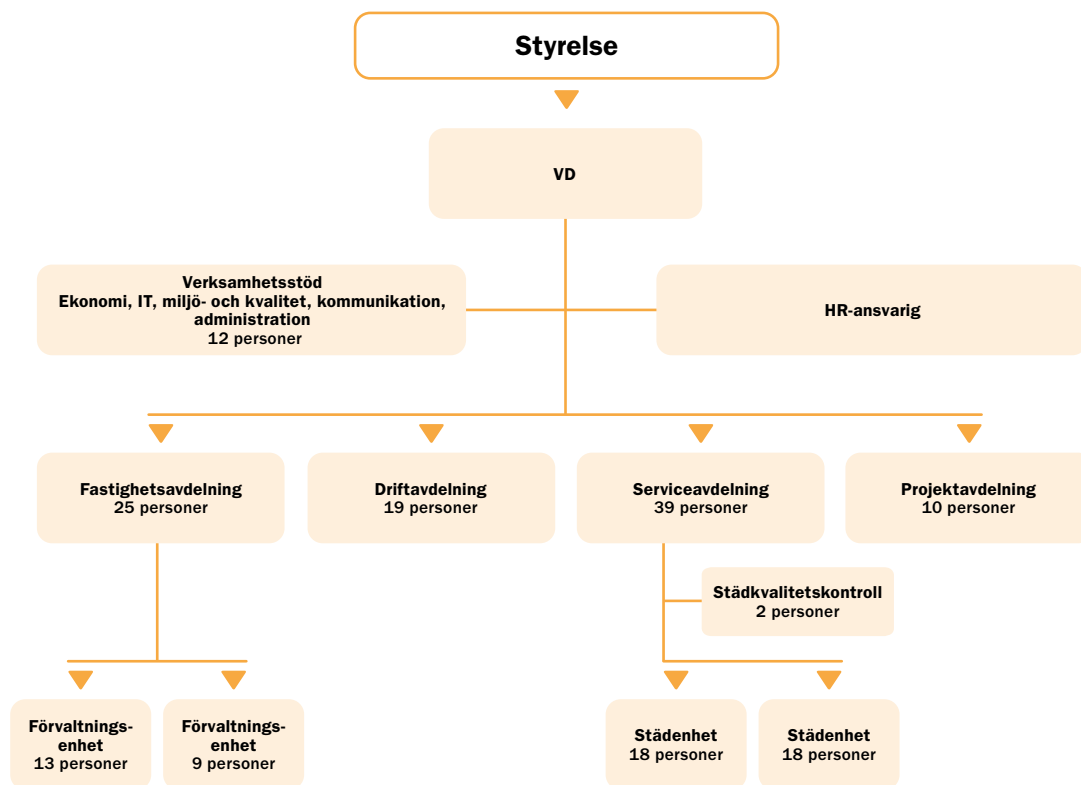 Styrelse
VD
Verksamhetsstöd
Ekonomi, IT, miljö- och kvalitet, kommunikation,
administration
12 personer
HR-ansvarig
Fastighetsavdelning
25 personer
Driftavdelning
19 personer
Serviceavdelning
39 personer
Projektavdelning
10 personer
Städkvalitetskontroll
2 personer
Förvaltnings-
enhet
13 personer
Förvaltnings-
enhet
9 personer
Städenhet
18 personer
Städenhet
18 personer